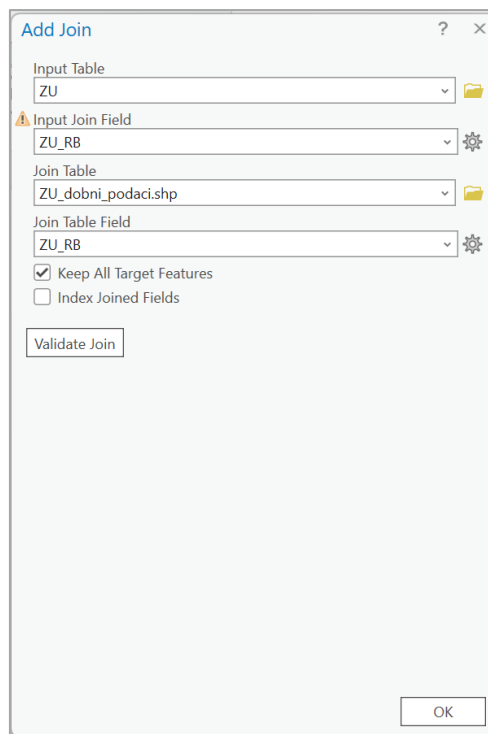 Add Join
Input Table
ZU
Input Join Field
ZU_RB
Join Table
ZU_dobni_podaci.shp
Join Table Field
ZU_RB
Keep All Target Features
Index Joined Fields
Validate Join
OK